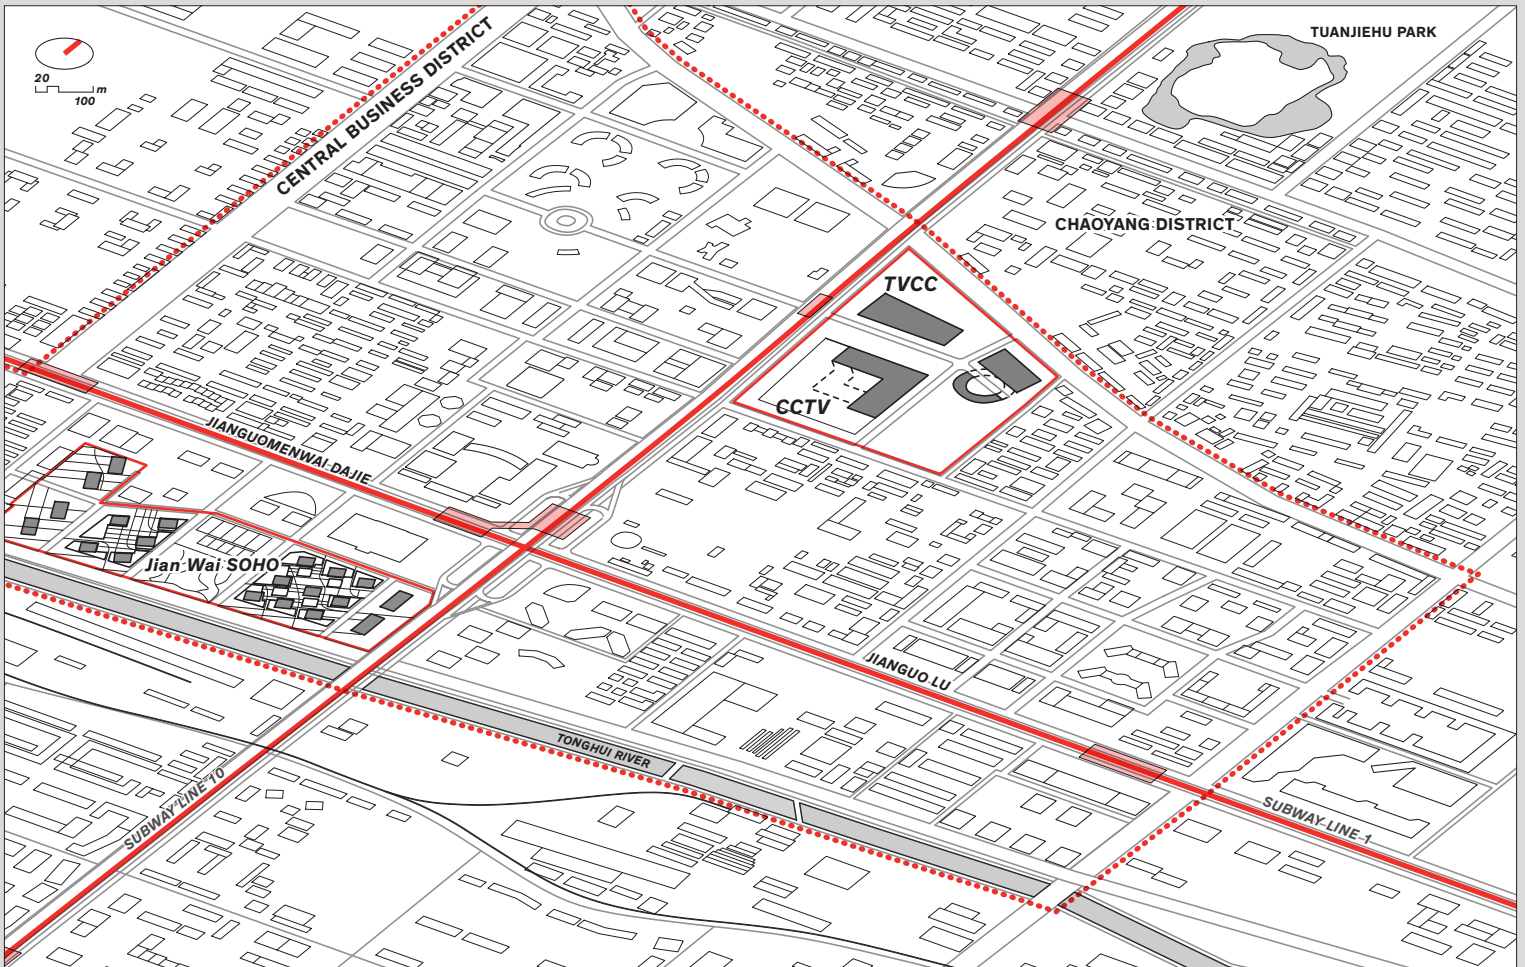 TUANJIEHU PARK
20
m
100
CENTRAL BUSINESS DISTRICT
CHAOYANG DISTRICT
TVCC
CCTV
JIANGUOMENWAI DAJIE
Jian Wai SOHO
JIANGUO LU
TONGHUI RIVER
SUBWAY LINE 10
SUBWAY LINE 1